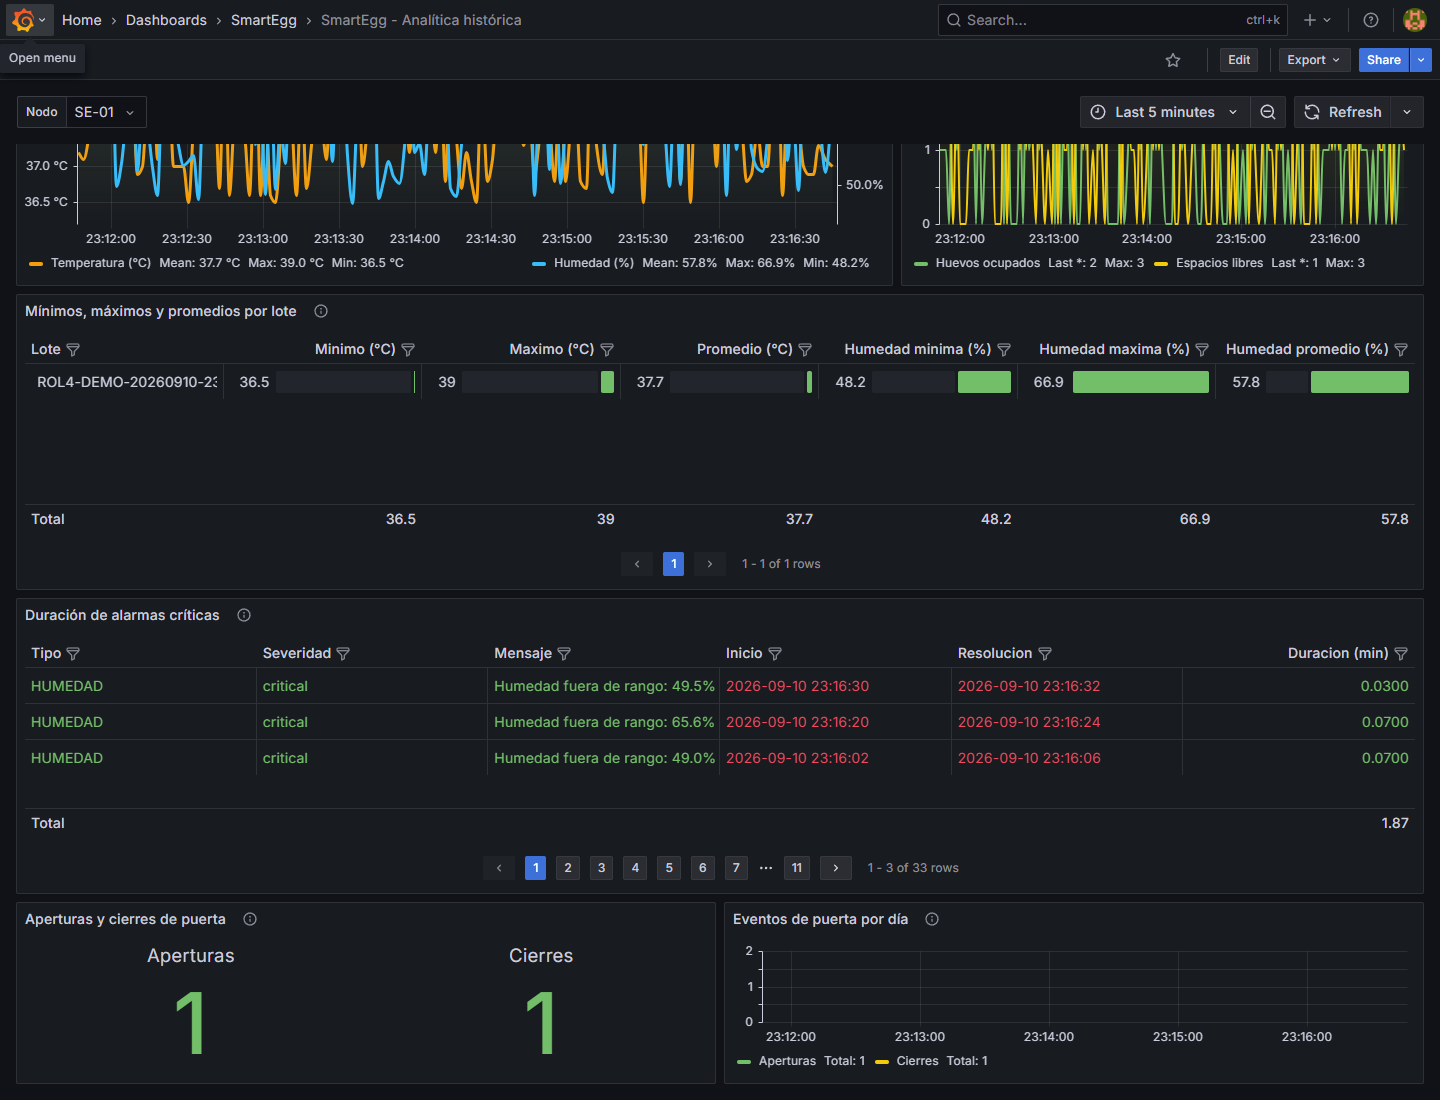 Home › Dashboards › SmartEgg › SmartEgg - Analítica histórica
Search... ctrl+k
Open menu
Edit
Export
Share
Nodo SE-01
Last 5 minutes
Refresh
37.0 °C
36.5 °C
50.0%
23:12:00 23:12:30 23:13:00 23:13:30 23:14:00 23:14:30 23:15:00 23:15:30 23:16:00 23:16:30
Temperatura (°C) Mean: 37.7 °C Max: 39.0 °C Min: 36.5 °C
Humedad (%) Mean: 57.8% Max: 66.9% Min: 48.2%
1
0
23:12:00 23:13:00 23:14:00 23:15:00 23:16:00
Huevos ocupados Last *: 2 Max: 3 Espacios libres Last *: 1 Max: 3
Mínimos, máximos y promedios por lote
Lote Minimo (°C) Maximo (°C) Promedio (°C) Humedad minima (%) Humedad maxima (%) Humedad promedio (%)
ROL4-DEMO-20260910-23 36.5 39 37.7 48.2 66.9 57.8
Total 36.5 39 37.7 48.2 66.9 57.8
‹ 1 › 1 - 1 of 1 rows
Duración de alarmas críticas
Tipo Severidad Mensaje Inicio Resolucion Duracion (min)
HUMEDAD critical Humedad fuera de rango: 49.5% 2026-09-10 23:16:30 2026-09-10 23:16:32 0.0300
HUMEDAD critical Humedad fuera de rango: 65.6% 2026-09-10 23:16:20 2026-09-10 23:16:24 0.0700
HUMEDAD critical Humedad fuera de rango: 49.0% 2026-09-10 23:16:02 2026-09-10 23:16:06 0.0700
Total 1.87
‹ 1 2 3 4 5 6 7 ··· 11 › 1 - 3 of 33 rows
Aperturas y cierres de puerta
Aperturas Cierres
1 1
Eventos de puerta por día
2
1
0
23:12:00 23:13:00 23:14:00 23:15:00 23:16:00
Aperturas Total: 1 Cierres Total: 1